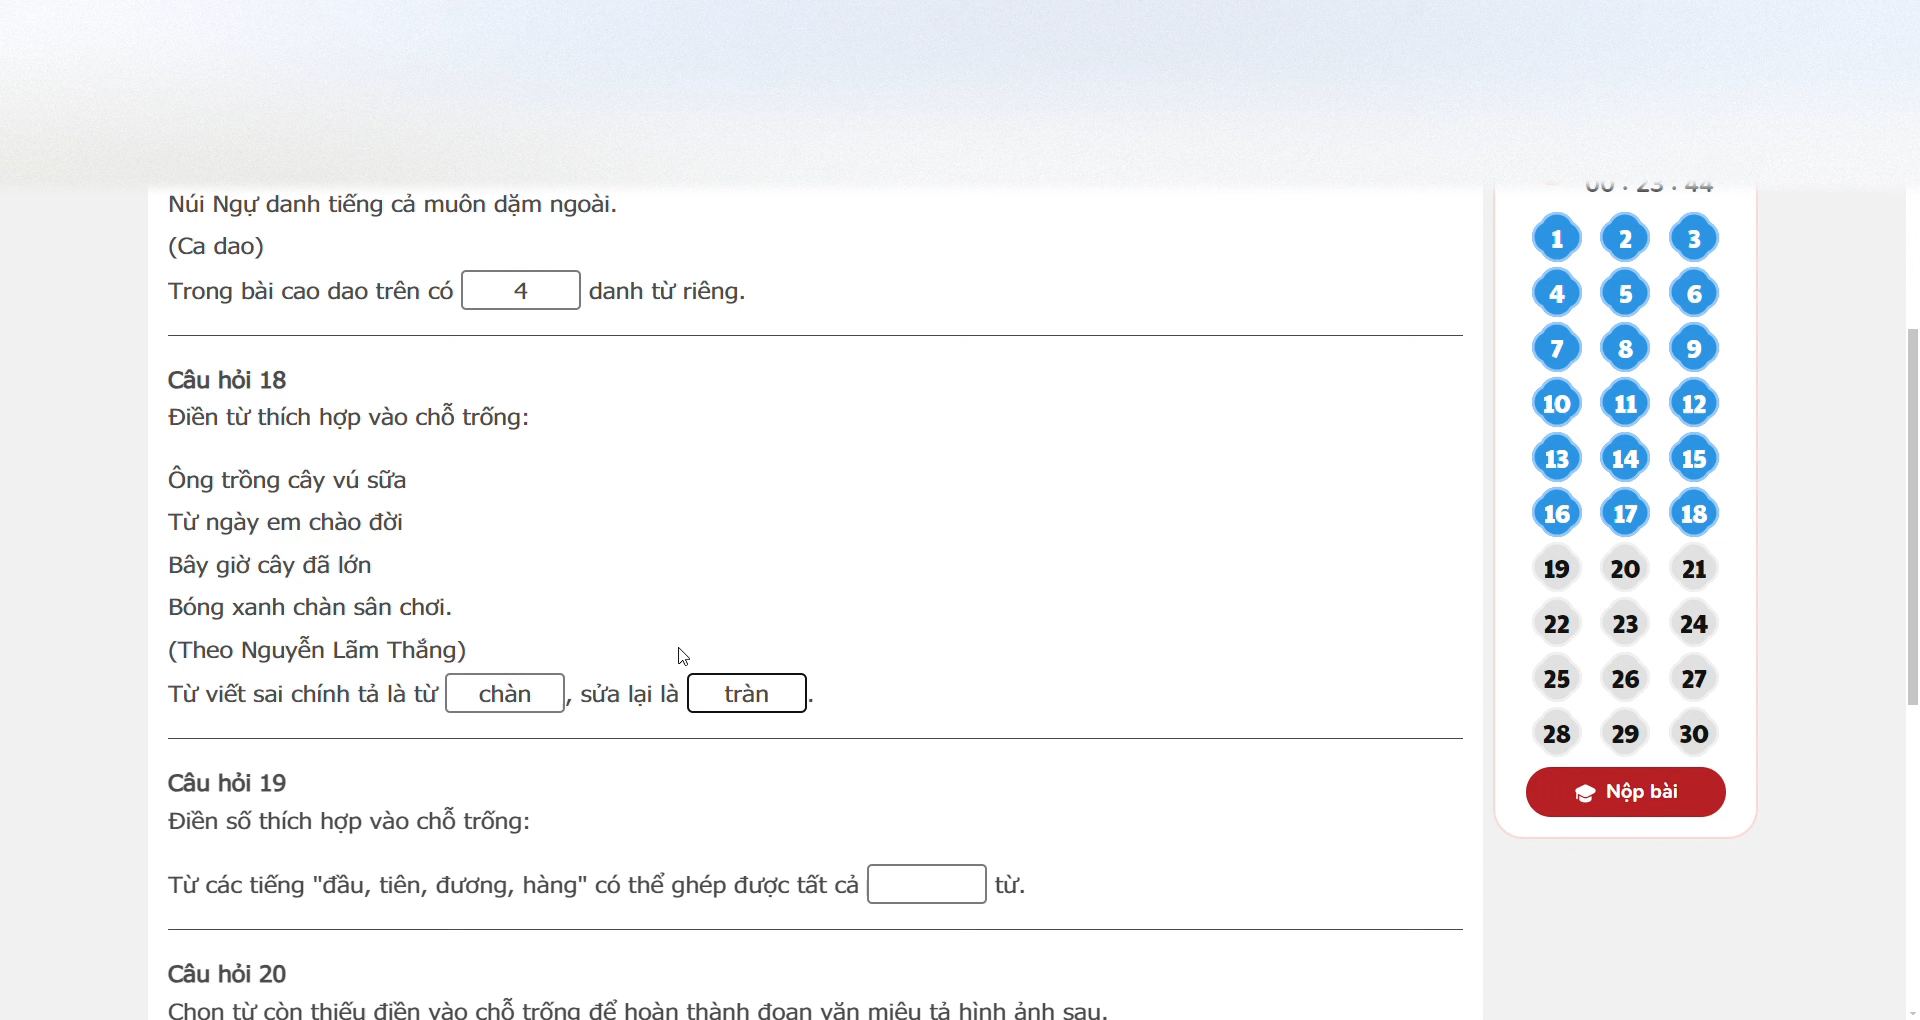 Núi Ngự danh tiếng cả muôn dặm ngoài.
(Ca dao)
Trong bài cao dao trên có 4 danh từ riêng.
Câu hỏi 18
Điền từ thích hợp vào chỗ trống:
Ông trồng cây vú sữa
Từ ngày em chào đời
Bây giờ cây đã lớn
Bóng xanh chàn sân chơi.
(Theo Nguyễn Lãm Thắng)
Từ viết sai chính tả là từ chàn, sửa lại là tràn.
Câu hỏi 19
Điền số thích hợp vào chỗ trống:
Từ các tiếng "đầu, tiên, đương, hàng" có thể ghép được tất cả từ.
Câu hỏi 20
Chọn từ còn thiếu điền vào chỗ trống để hoàn thành đoạn văn miêu tả hình ảnh sau.
00 : 23 : 44
1 2 3
4 5 6
7 8 9
10 11 12
13 14 15
16 17 18
19 20 21
22 23 24
25 26 27
28 29 30
Nộp bài